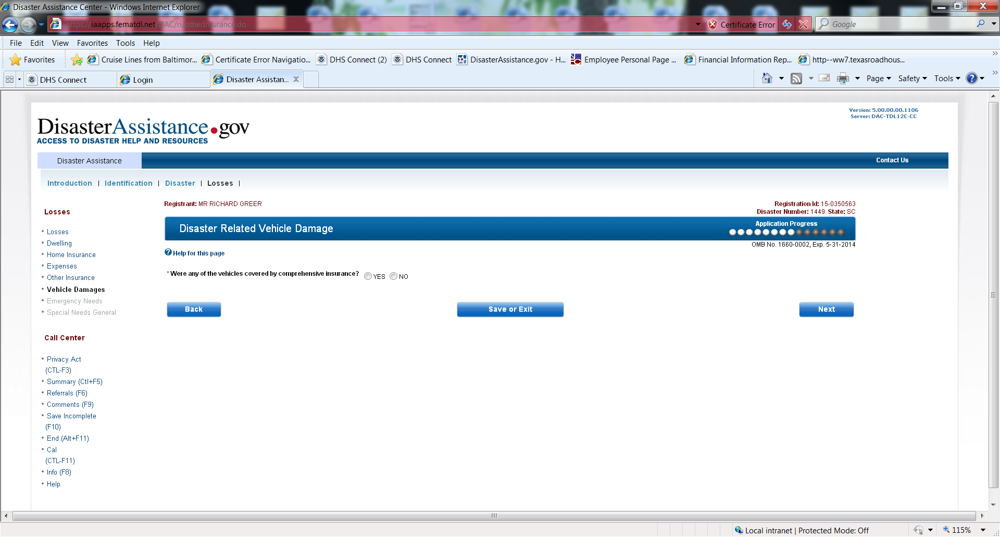 Disaster Assistance Center - Windows Internet Explorer
https://iaapps.fematdl.net/DAC/ri/otherInsurance.do
Certificate Error
Google
File Edit View Favorites Tools Help
Favorites Cruise Lines from Baltimor... Certificate Error Navigatio... DHS Connect (2) DHS Connect DisasterAssistance.gov - H... Employee Personal Page ... Financial Information Rep... http--ww7.texasroadhous...
DHS Connect Login Disaster Assistan... Page Safety Tools
Version: 5.00.00.00.1106
Server: DAC-TDL12C-CC
DisasterAssistance.gov
ACCESS TO DISASTER HELP AND RESOURCES
Disaster Assistance Contact Us
Introduction | Identification | Disaster | Losses |
Registrant: MR RICHARD GREER
Registration Id: 15-0350563
Disaster Number: 1449 State: SC
Disaster Related Vehicle Damage
Application Progress
OMB No. 1660-0002, Exp. 5-31-2014
Help for this page
* Were any of the vehicles covered by comprehensive insurance? YES NO
Back Save or Exit Next
Losses
• Losses
• Dwelling
• Home Insurance
• Expenses
• Other Insurance
• Vehicle Damages
• Emergency Needs
• Special Needs General
Call Center
• Privacy Act
(CTL-F3)
• Summary (Ctl+F5)
• Referrals (F6)
• Comments (F9)
• Save Incomplete
(F10)
• End (Alt+F11)
• Cal
(CTL-F11)
• Info (F8)
• Help
Local intranet | Protected Mode: Off
115%